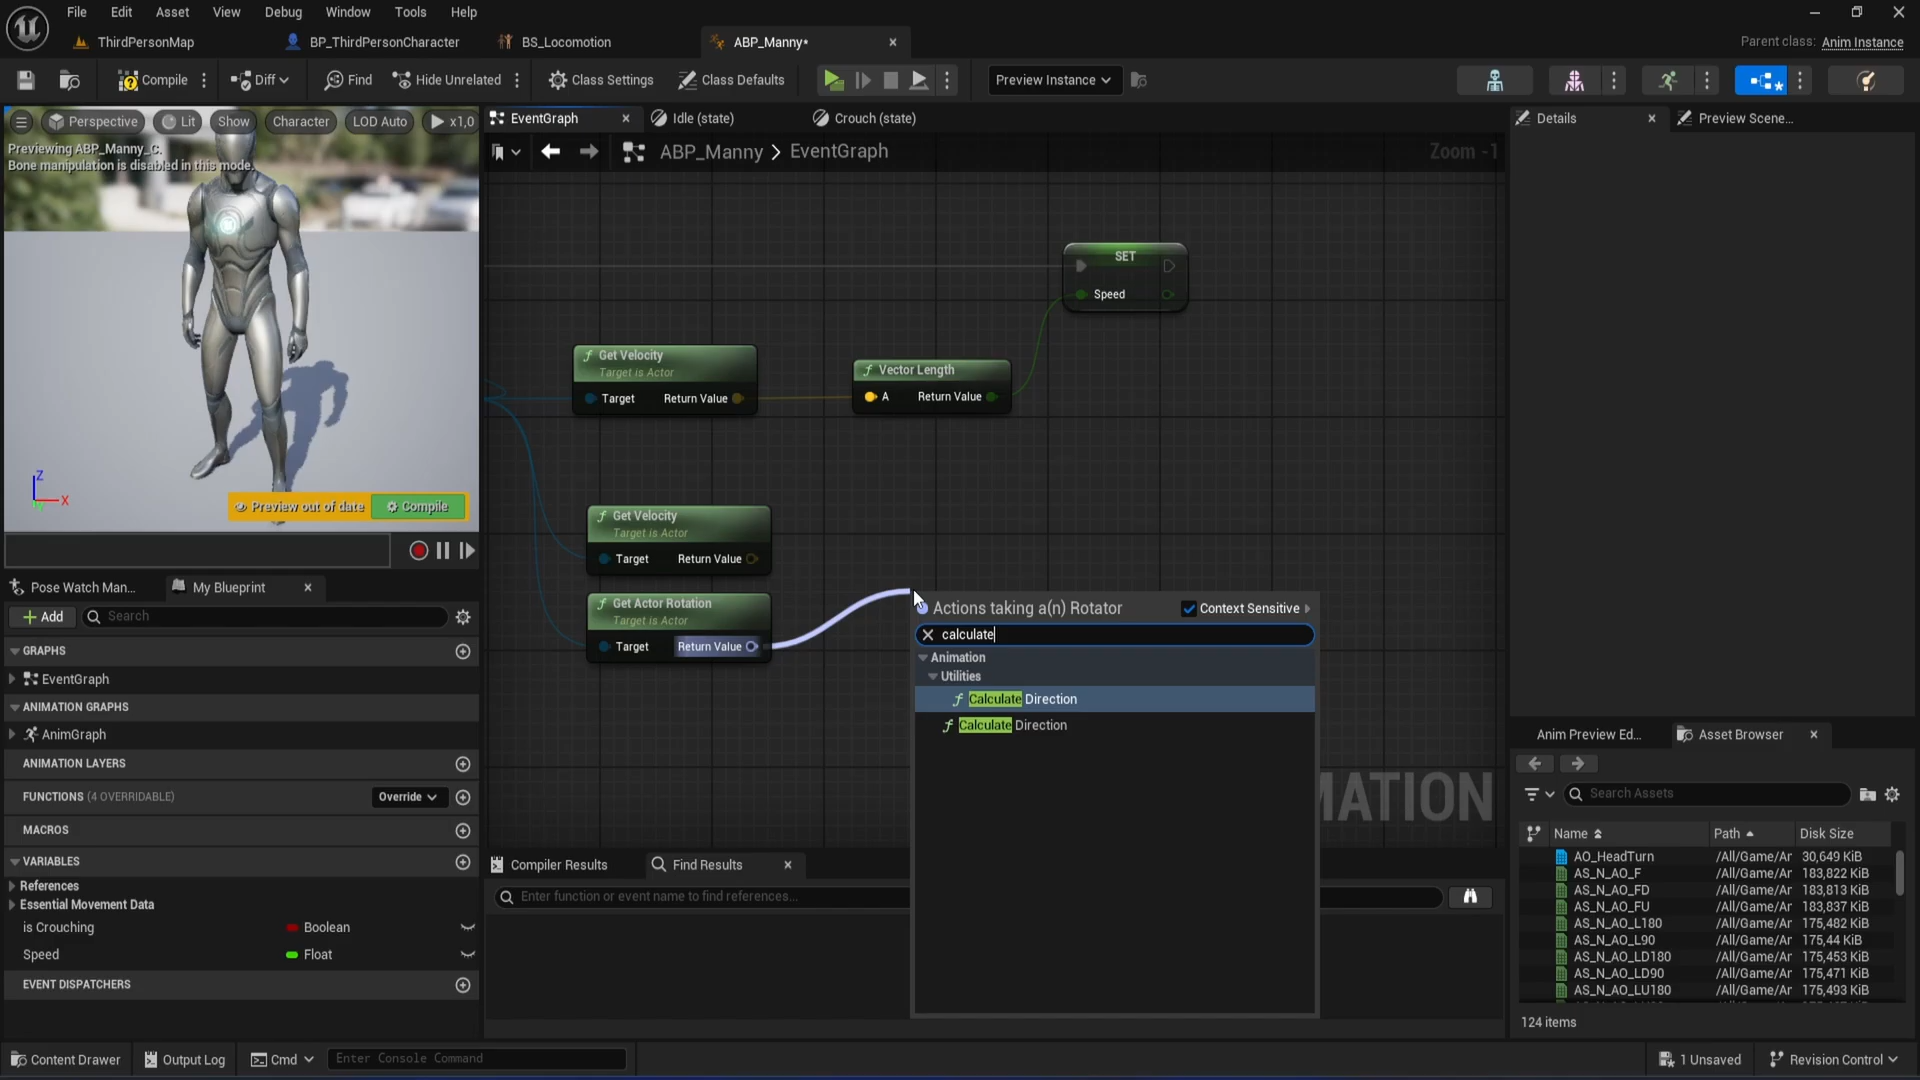 File Edit Asset View Debug Window Tools Help
ThirdPersonMap BP_ThirdPersonCharacter BS_Locomotion ABP_Manny* Parent class: Anim Instance
Compile Diff Find Hide Unrelated Class Settings Class Defaults Preview Instance
Perspective Lit Show Character LOD Auto x1,0
Previewing ABP_Manny_C.
Bone manipulation is disabled in this mode.
Z
X
Preview out of date Compile
EventGraph Idle (state) Crouch (state)
ABP_Manny > EventGraph Zoom -1
SET
Speed
Get Velocity
Target is Actor
Target Return Value
Vector Length
A Return Value
Get Velocity
Target is Actor
Target Return Value
Get Actor Rotation
Target is Actor
Target Return Value
Actions taking a(n) Rotator Context Sensitive
calculate
Animation
Utilities
Calculate Direction
Calculate Direction
MATION
Pose Watch Man... My Blueprint
Add Search
GRAPHS
EventGraph
ANIMATION GRAPHS
AnimGraph
ANIMATION LAYERS
FUNCTIONS (4 OVERRIDABLE) Override
MACROS
VARIABLES
References
Essential Movement Data
is Crouching Boolean
Speed Float
EVENT DISPATCHERS
Compiler Results Find Results
Enter function or event name to find references...
Details Preview Scene...
Anim Preview Ed... Asset Browser
Search Assets
Name Path Disk Size
AO_HeadTurn /All/Game/Ar 30,649 KiB
AS_N_AO_F /All/Game/Ar 183,822 KiB
AS_N_AO_FD /All/Game/Ar 183,813 KiB
AS_N_AO_FU /All/Game/Ar 183,837 KiB
AS_N_AO_L180 /All/Game/Ar 175,482 KiB
AS_N_AO_L90 /All/Game/Ar 175,44 KiB
AS_N_AO_LD180 /All/Game/Ar 175,453 KiB
AS_N_AO_LD90 /All/Game/Ar 175,471 KiB
AS_N_AO_LU180 /All/Game/Ar 175,493 KiB
124 items
Content Drawer Output Log Cmd Enter Console Command 1 Unsaved Revision Control